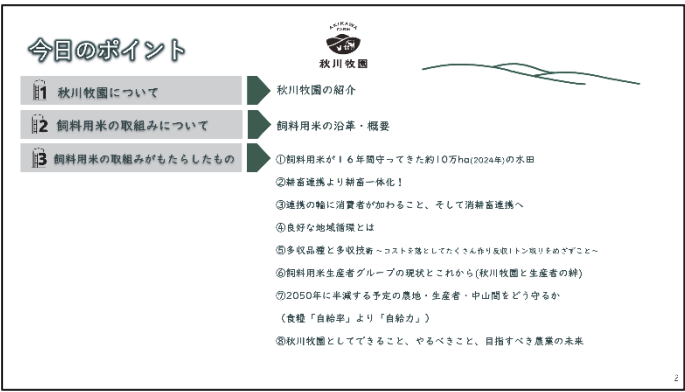 今日のポイント
AKIKAWA
FARM
秋川牧園
1 秋川牧園について
秋川牧園の紹介
2 飼料用米の取組みについて
飼料用米の沿革・概要
3 飼料用米の取組みがもたらしたもの
①飼料用米が16年間守ってきた約10万ha(2024年)の水田
②耕畜連携より耕畜一体化!
③連携の輪に消費者が加わること、そして消耕畜連携へ
④良好な地域循環とは
⑤多収品種と多収技術 ~コストを落としてたくさん作り反収1トン取りをめざすこと~
⑥飼料用米生産者グループの現状とこれから(秋川牧園と生産者の絆)
⑦2050年に半減する予定の農地・生産者・中山間をどう守るか
(食糧「自給率」より「自給力」)
⑧秋川牧園としてできること、やるべきこと、目指すべき農業の未来
2